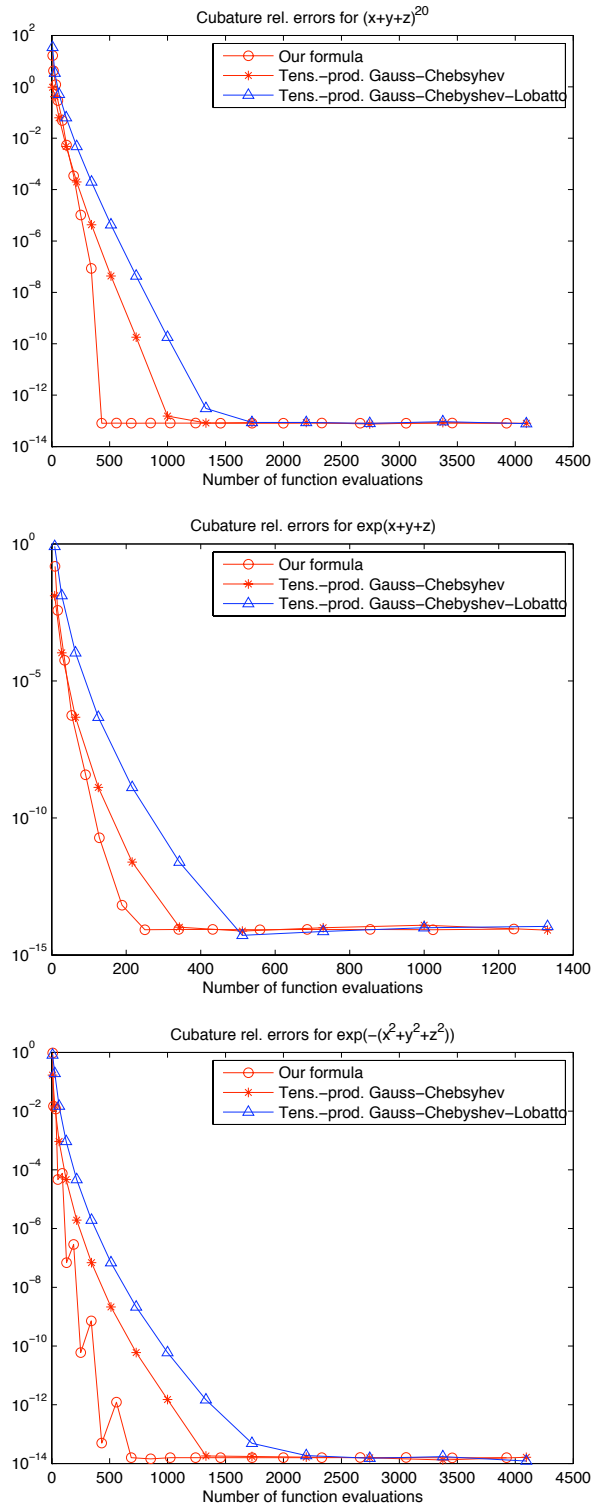 Cubature rel. errors for (x+y+z)^20
Our formula
Tens.-prod. Gauss-Chebsyhev
Tens.-prod. Gauss-Chebyshev-Lobatto
10^2
10^0
10^-2
10^-4
10^-6
10^-8
10^-10
10^-12
10^-14
0 500 1000 1500 2000 2500 3000 3500 4000 4500
Number of function evaluations
Cubature rel. errors for exp(x+y+z)
Our formula
Tens.-prod. Gauss-Chebsyhev
Tens.-prod. Gauss-Chebyshev-Lobatto
10^0
10^-5
10^-10
10^-15
0 200 400 600 800 1000 1200 1400
Number of function evaluations
Cubature rel. errors for exp(-(x^2+y^2+z^2))
Our formula
Tens.-prod. Gauss-Chebsyhev
Tens.-prod. Gauss-Chebyshev-Lobatto
10^0
10^-2
10^-4
10^-6
10^-8
10^-10
10^-12
10^-14
0 500 1000 1500 2000 2500 3000 3500 4000 4500
Number of function evaluations